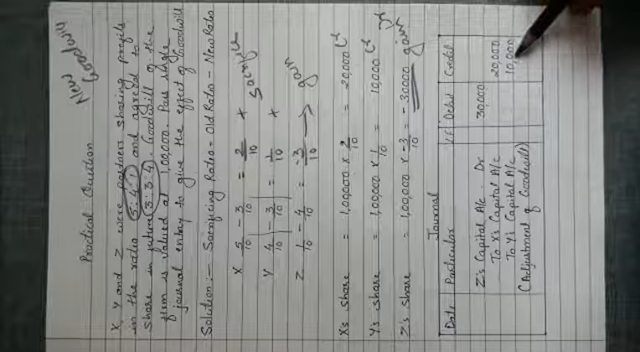 New Goodwill
Practical Question
X, Y and Z were partners sharing profits
in the ratio 5:4:1 and agreed to
share in future 3:3:4. Goodwill of the
firm is valued at 1,00,000. Pass single
journal entry to give the effect of Goodwill
Solution:- Sacrificing Ratio = Old Ratio - New Ratio
X 5/10 - 3/10 = 2/10 Sacrifice
Y 4/10 - 3/10 = 1/10
Z 1/10 - 4/10 = -3/10 → gain
X's share = 1,00,000 x 2/10 = 20,000 Cr
Y's share = 1,00,000 x 1/10 = 10,000 Cr
Z's share = 1,00,000 x -3/10 = -30000 gain
Journal
Date Particulars L.F. Debit Credit
Z's Capital A/c. Dr 30,000
To X's Capital A/c 20,000
To Y's Capital A/c 10,000
(Adjustment of Goodwill)